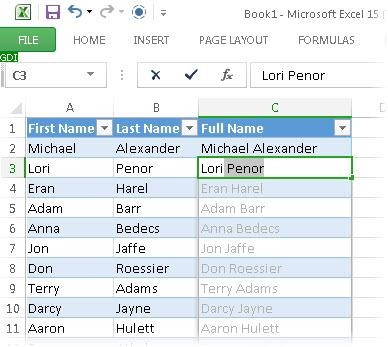 Book1 - Microsoft Excel 15 (
FILE HOME INSERT PAGE LAYOUT FORMULAS
GDI
C3 fx Lori Penor
A B C
1 First Name Last Name Full Name
2 Michael Alexander Michael Alexander
3 Lori Penor Lori Penor
4 Eran Harel Eran Harel
5 Adam Barr Adam Barr
6 Anna Bedecs Anna Bedecs
7 Jon Jaffe Jon Jaffe
8 Don Roessier Don Roessier
9 Terry Adams Terry Adams
10 Darcy Jayne Darcy Jayne
11 Aaron Hulett Aaron Hulett